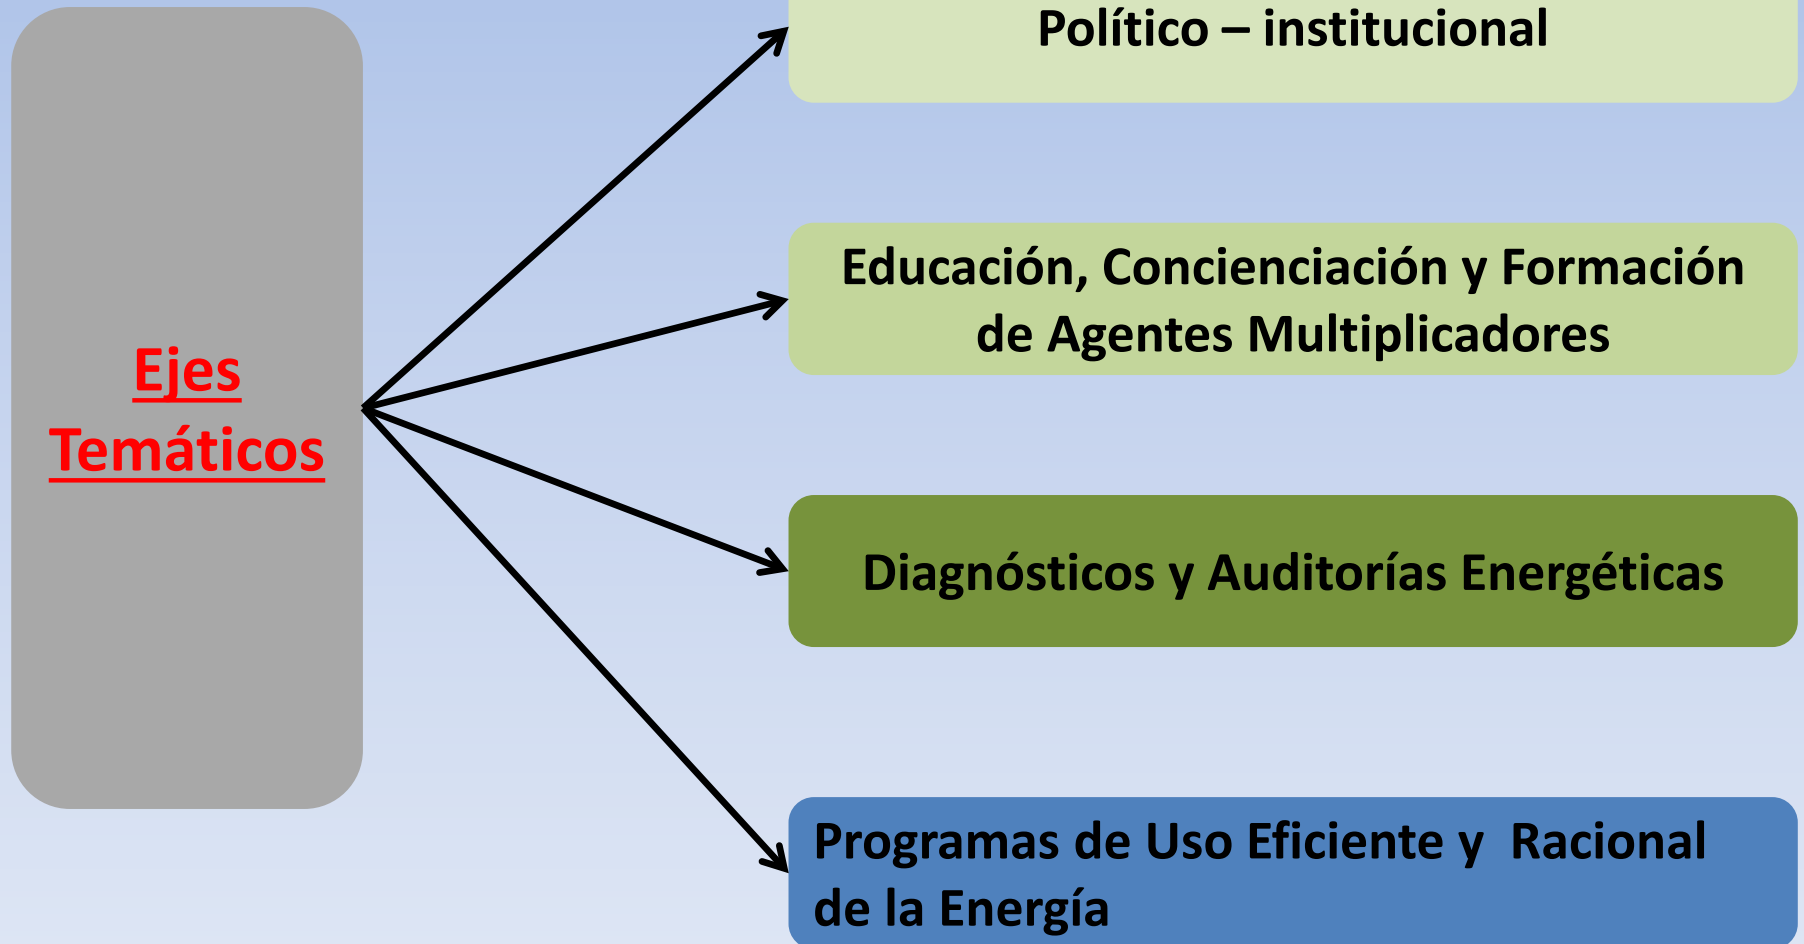 Ejes
Temáticos
Político – institucional
Educación, Concienciación y Formación
de Agentes Multiplicadores
Diagnósticos y Auditorías Energéticas
Programas de Uso Eficiente y  Racional
de la Energía